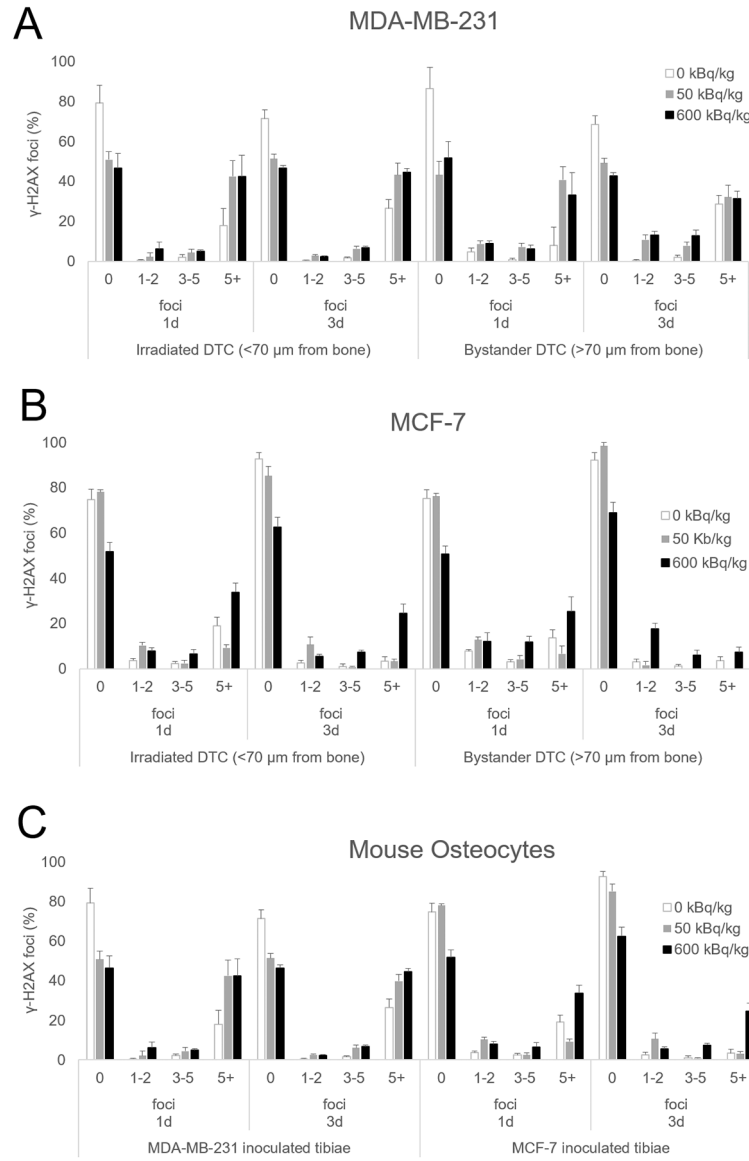 A
MDA-MB-231
100
80
60
40
20
0
γ-H2AX foci (%)
0 kBq/kg
50 kBq/kg
600 kBq/kg
0 1-2 3-5 5+ 0 1-2 3-5 5+ 0 1-2 3-5 5+ 0 1-2 3-5 5+
foci foci foci foci
1d 3d 1d 3d
Irradiated DTC (<70 µm from bone) Bystander DTC (>70 µm from bone)
B
MCF-7
100
80
60
40
20
0
γ-H2AX foci (%)
0 kBq/kg
50 Kb/kg
600 kBq/kg
0 1-2 3-5 5+ 0 1-2 3-5 5+ 0 1-2 3-5 5+ 0 1-2 3-5 5+
foci foci foci foci
1d 3d 1d 3d
Irradiated DTC (<70 µm from bone) Bystander DTC (>70 µm from bone)
C
Mouse Osteocytes
100
80
60
40
20
0
γ-H2AX foci (%)
0 kBq/kg
50 kBq/kg
600 kBq/kg
0 1-2 3-5 5+ 0 1-2 3-5 5+ 0 1-2 3-5 5+ 0 1-2 3-5 5+
foci foci foci foci
1d 3d 1d 3d
MDA-MB-231 inoculated tibiae MCF-7 inoculated tibiae